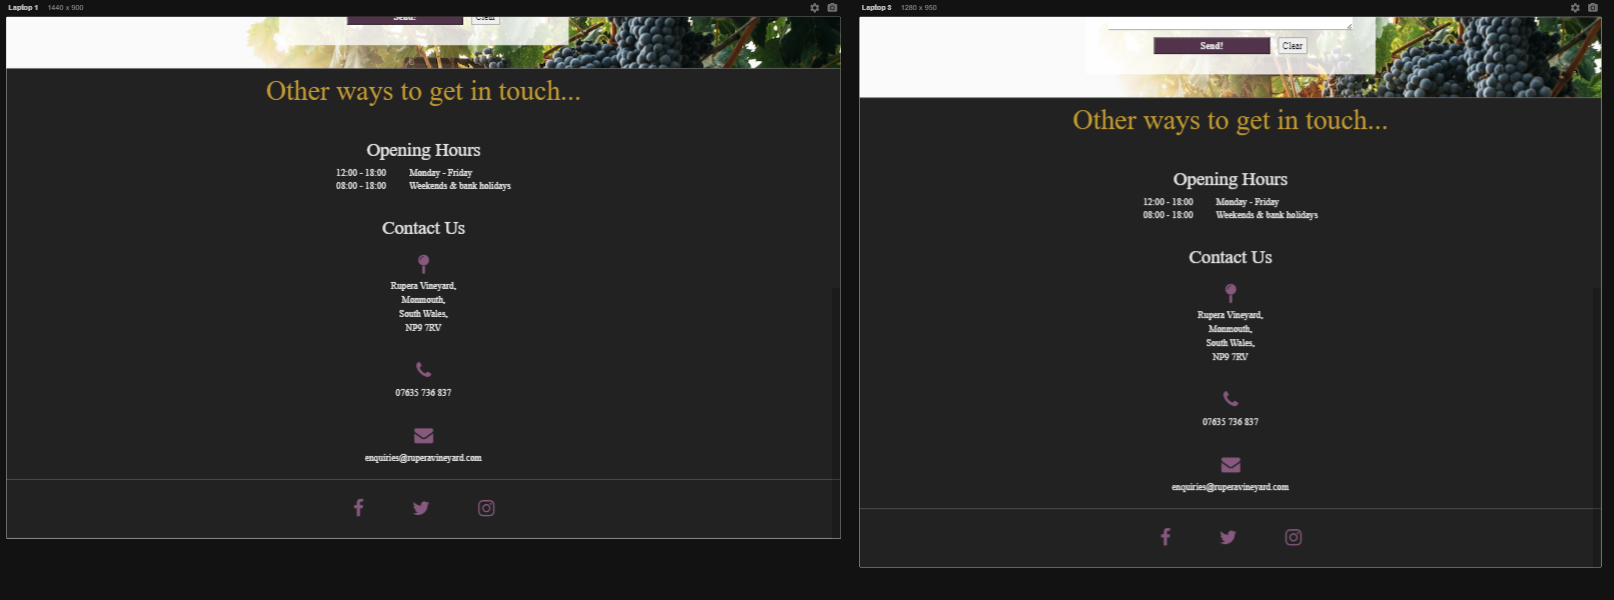 Laptop 1 1440 x 900
Send! Clear
Other ways to get in touch...
Opening Hours
12:00 - 18:00 Monday - Friday
08:00 - 18:00 Weekends & bank holidays
Contact Us
Rupera Vineyard,
Monmouth,
South Wales,
NP9 7RV
07635 736 837
enquiries@ruperavineyard.com
Laptop 3 1280 x 950
Send! Clear
Other ways to get in touch...
Opening Hours
12:00 - 18:00 Monday - Friday
08:00 - 18:00 Weekends & bank holidays
Contact Us
Rupera Vineyard,
Monmouth,
South Wales,
NP9 7RV
07635 736 837
enquiries@ruperavineyard.com